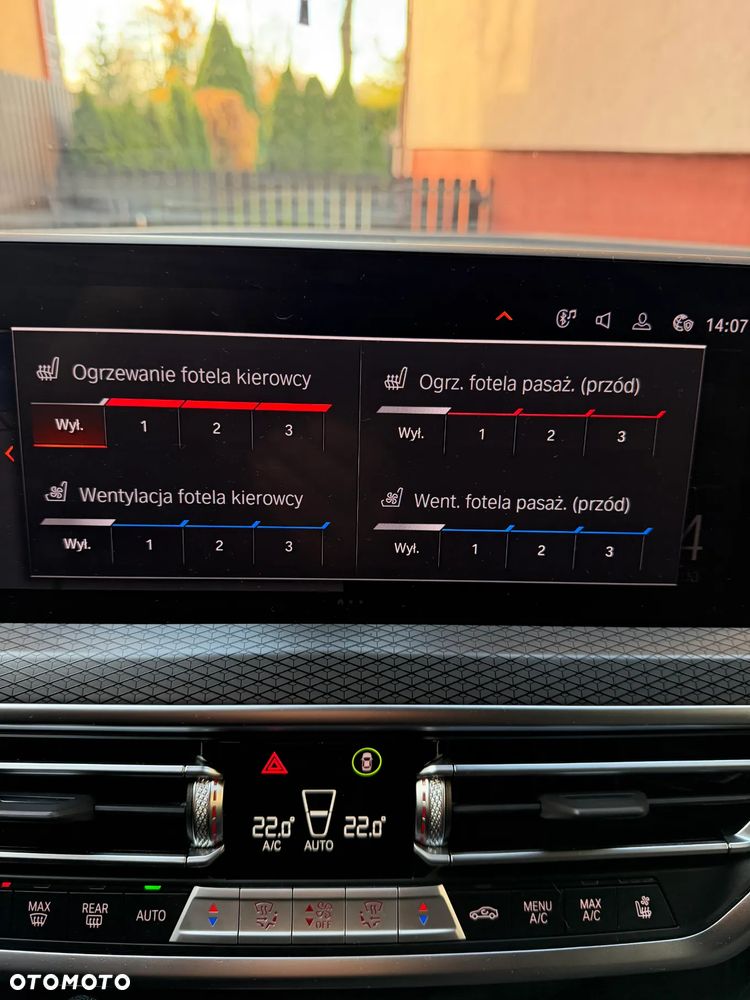 14:07
Ogrzewanie fotela kierowcy
Wył. 1 2 3
Ogrz. fotela pasaż. (przód)
Wył. 1 2 3
Wentylacja fotela kierowcy
Wył. 1 2 3
Went. fotela pasaż. (przód)
Wył. 1 2 3
4
22.0 22.0
A/C AUTO
MAX REAR AUTO OFF MENU A/C MAX A/C
OTOMOTO